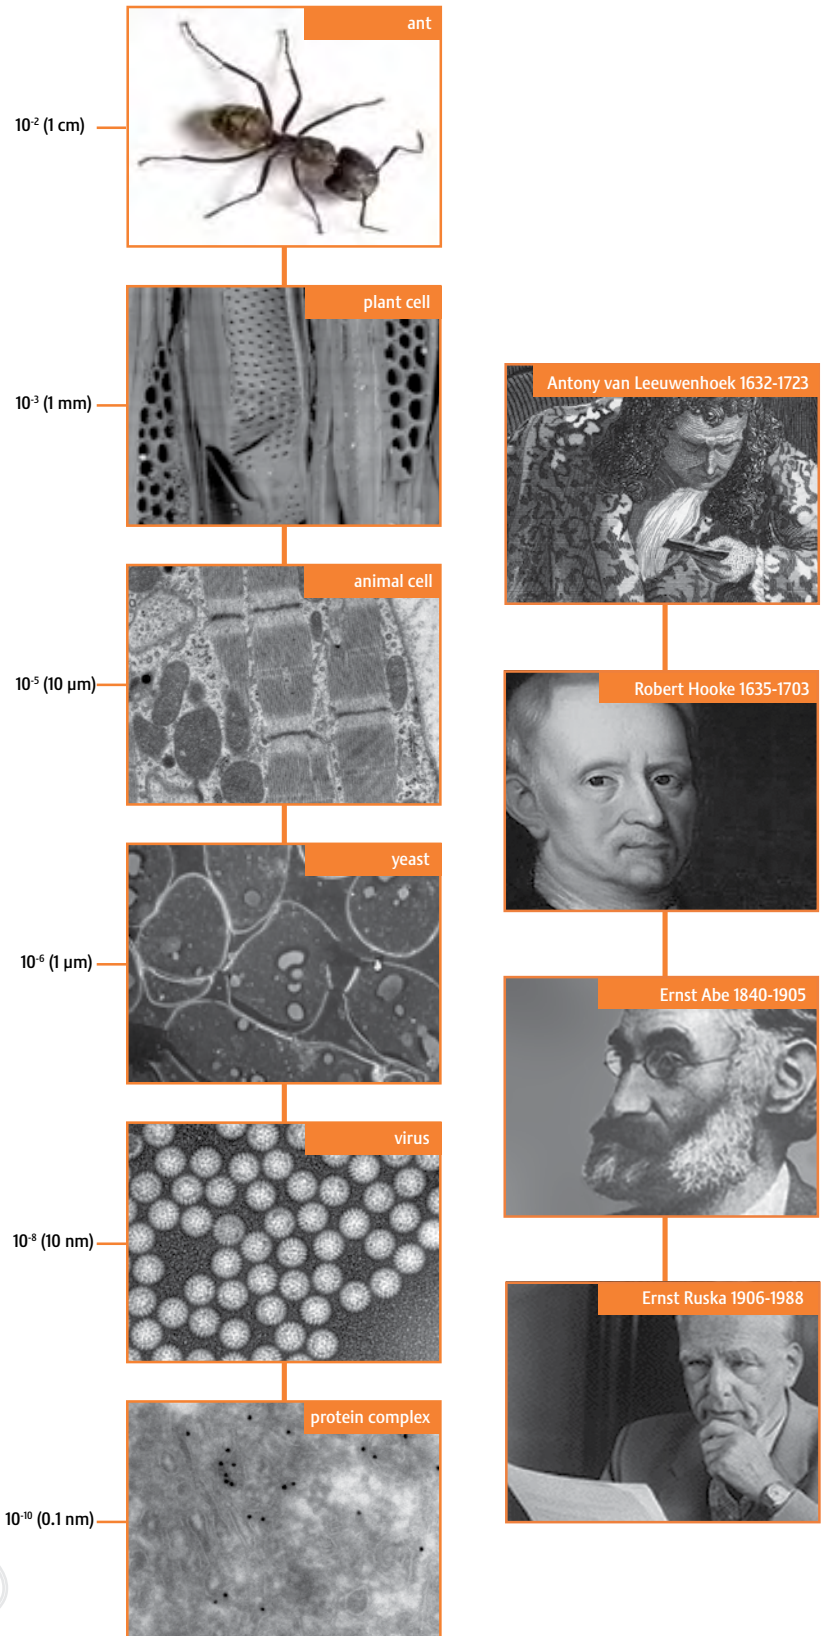 ant
10⁻² (1 cm)
plant cell
10⁻³ (1 mm)
animal cell
10⁻⁵ (10 µm)
yeast
10⁻⁶ (1 µm)
virus
10⁻⁸ (10 nm)
protein complex
10⁻¹⁰ (0.1 nm)
Antony van Leeuwenhoek 1632-1723
Robert Hooke 1635-1703
Ernst Abe 1840-1905
Ernst Ruska 1906-1988